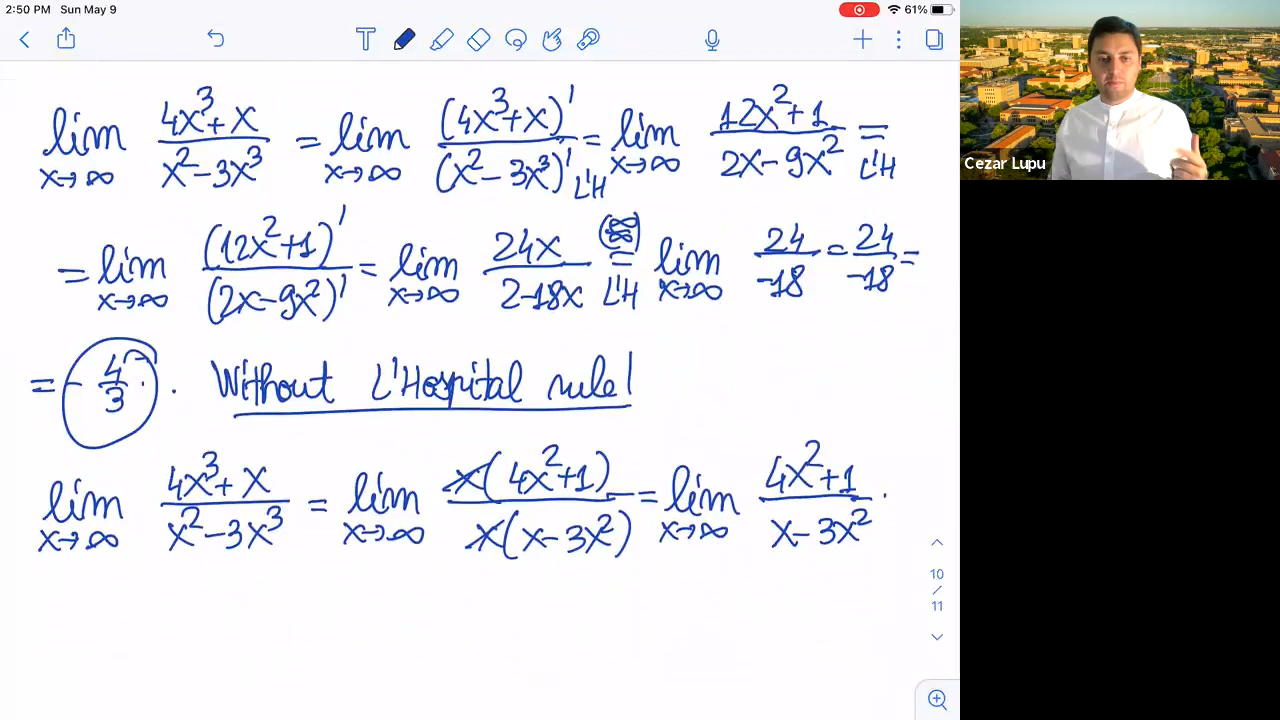 2:50 PM Sun May 9
61%
T
Cezar Lupu
lim x→∞ (4x³+x)/(x²−3x³) = lim x→∞ (4x³+x)'/(x²−3x³)' =L'H lim x→∞ (12x²+1)/(2x−9x²) =L'H
= lim x→∞ (12x²+1)'/(2x−9x²)' = lim x→∞ 24x/(2−18x) (∞/∞) =L'H lim x→∞ 24/−18 = 24/−18 =
= −4/3 . Without L'Hospital rule!
lim x→∞ (4x³+x)/(x²−3x³) = lim x→∞ x(4x²+1)/x(x−3x²) = lim x→∞ (4x²+1)/(x−3x²) .
10
/
11